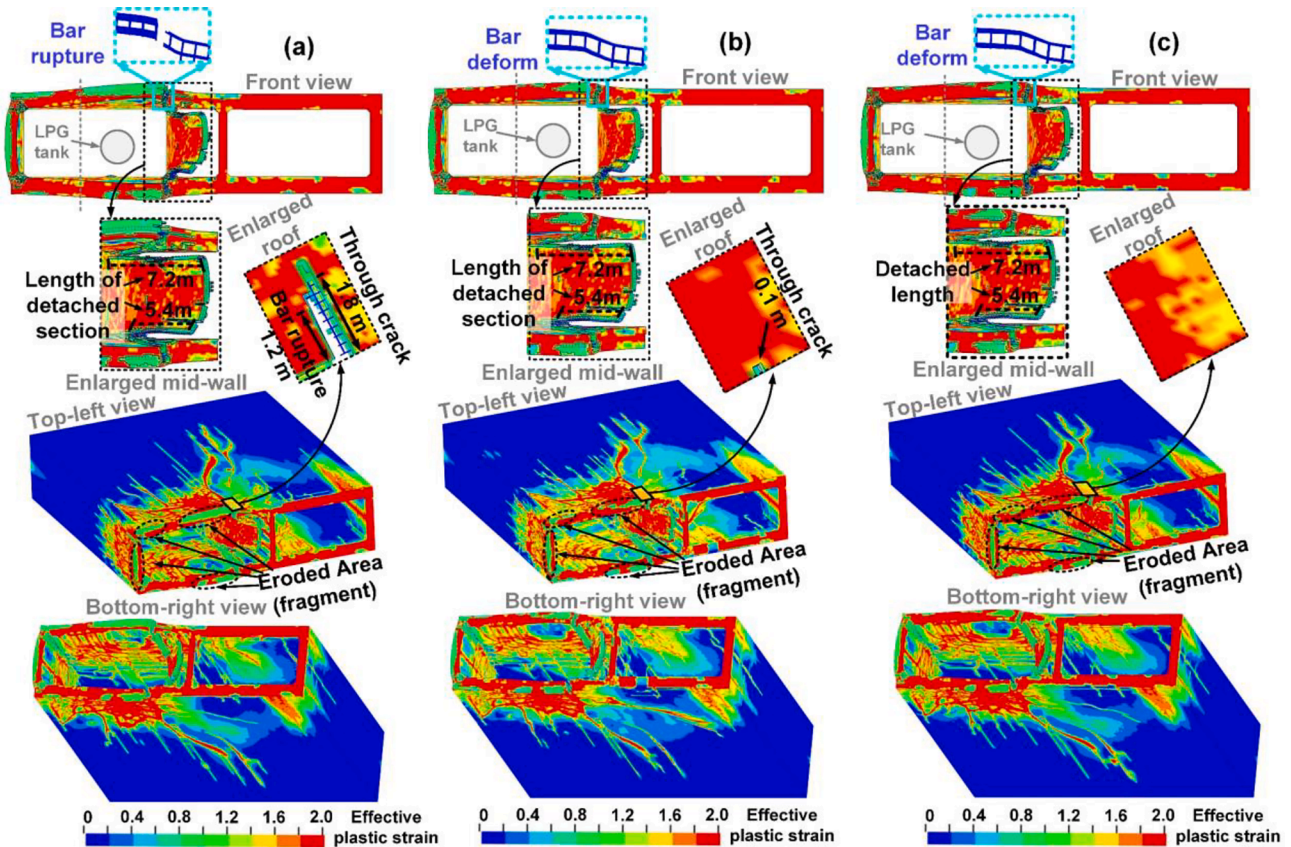 Bar
rupture
(a)
Front view
LPG
tank
Enlarged
roof
Through crack
1.8 m
Bar rupture
1.2 m
Length of
detached
section
7.2m
5.4m
Enlarged mid-wall
Top-left view
Eroded Area
(fragment)
Bottom-right view
0 0.4 0.8 1.2 1.6 2.0
Effective
plastic strain
Bar
deform
(b)
Front view
LPG
tank
Enlarged
roof
Through crack
0.1 m
Length of
detached
section
7.2m
5.4m
Enlarged mid-wall
Top-left view
Eroded Area
(fragment)
Bottom-right view
0 0.4 0.8 1.2 1.6 2.0
Effective
plastic strain
Bar
deform
(c)
Front view
LPG
tank
Enlarged
roof
Detached
length
7.2m
5.4m
Enlarged mid-wall
Top-left view
Eroded Area
(fragment)
Bottom-right view
0 0.4 0.8 1.2 1.6 2.0
Effective
plastic strain